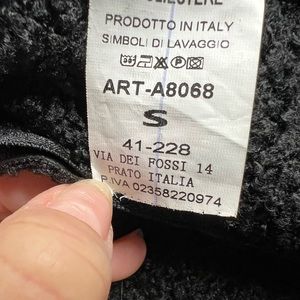 PRODOTTO IN ITALY
SIMBOLI DI LAVAGGIO
ART-A8068
S
41-228
VIA DEI FOSSI 14
PRATO ITALIA
P.IVA 02358220974